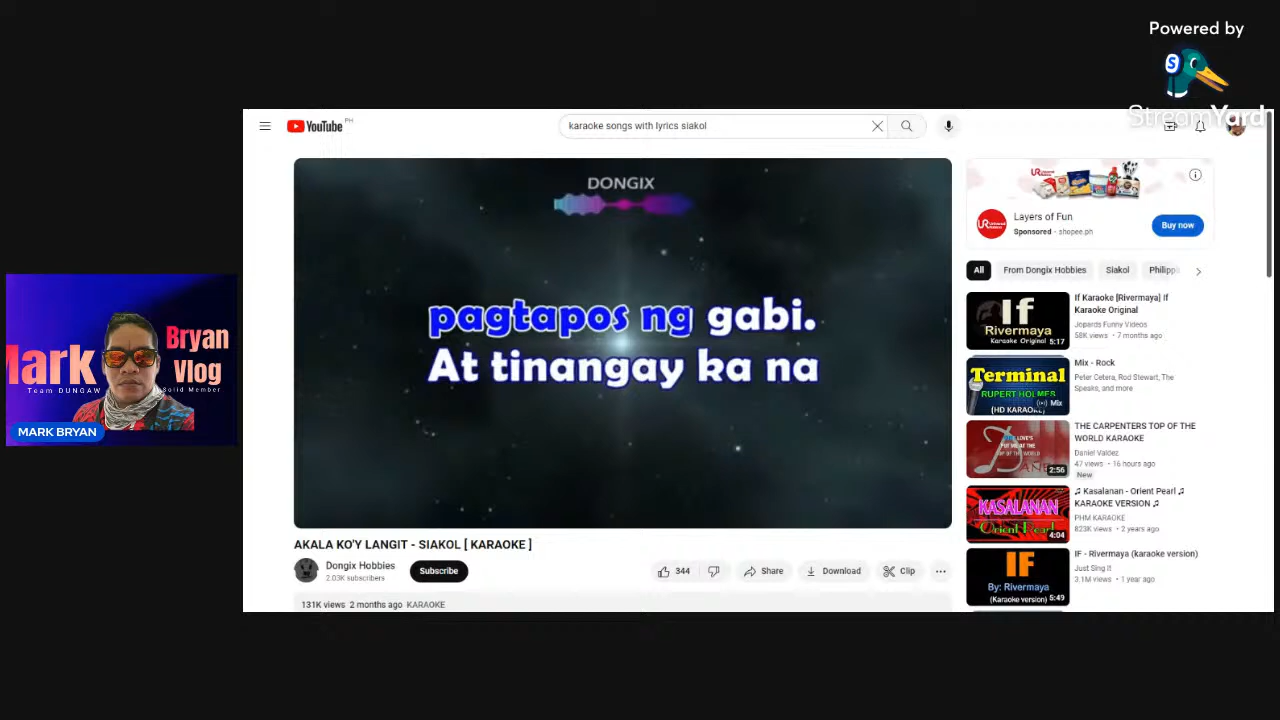 Powered by
StreamYard
YouTube PH
karaoke songs with lyrics siakol
DONGIX
pagtapos ng gabi.
At tinangay ka na
Layers of Fun
Sponsored · shopee.ph
Buy now
All
From Dongix Hobbies
Siakol
If Karaoke [Rivermaya] If
Karaoke Original
Jopards Funny Videos
58K views • 7 months ago
If
Rivermaya
Karaoke Original
5:17
Mix - Rock
Peter Cetera, Rod Stewart, The
Speaks, and more
Terminal
RUPERT HOLMES
(HD KARAOKE)
Mix
THE CARPENTERS TOP OF THE
WORLD KARAOKE
Daniel Valdez
47 views • 16 hours ago
New
2:56
♫ Kasalanan - Orient Pearl ♫
KARAOKE VERSION ♫
PHM KARAOKE
823K views • 2 years ago
KASALANAN
Orient Pearl
4:04
IF - Rivermaya (karaoke version)
Just Sing It
3.1M views • 1 year ago
IF
By: Rivermaya
(Karaoke version)
5:49
Mark
Bryan
Vlog
Team DUNGAW
Solid Member
MARK BRYAN
AKALA KO'Y LANGIT - SIAKOL [ KARAOKE ]
Dongix Hobbies
2.03K subscribers
Subscribe
344
Share
Download
Clip
131K views 2 months ago KARAOKE